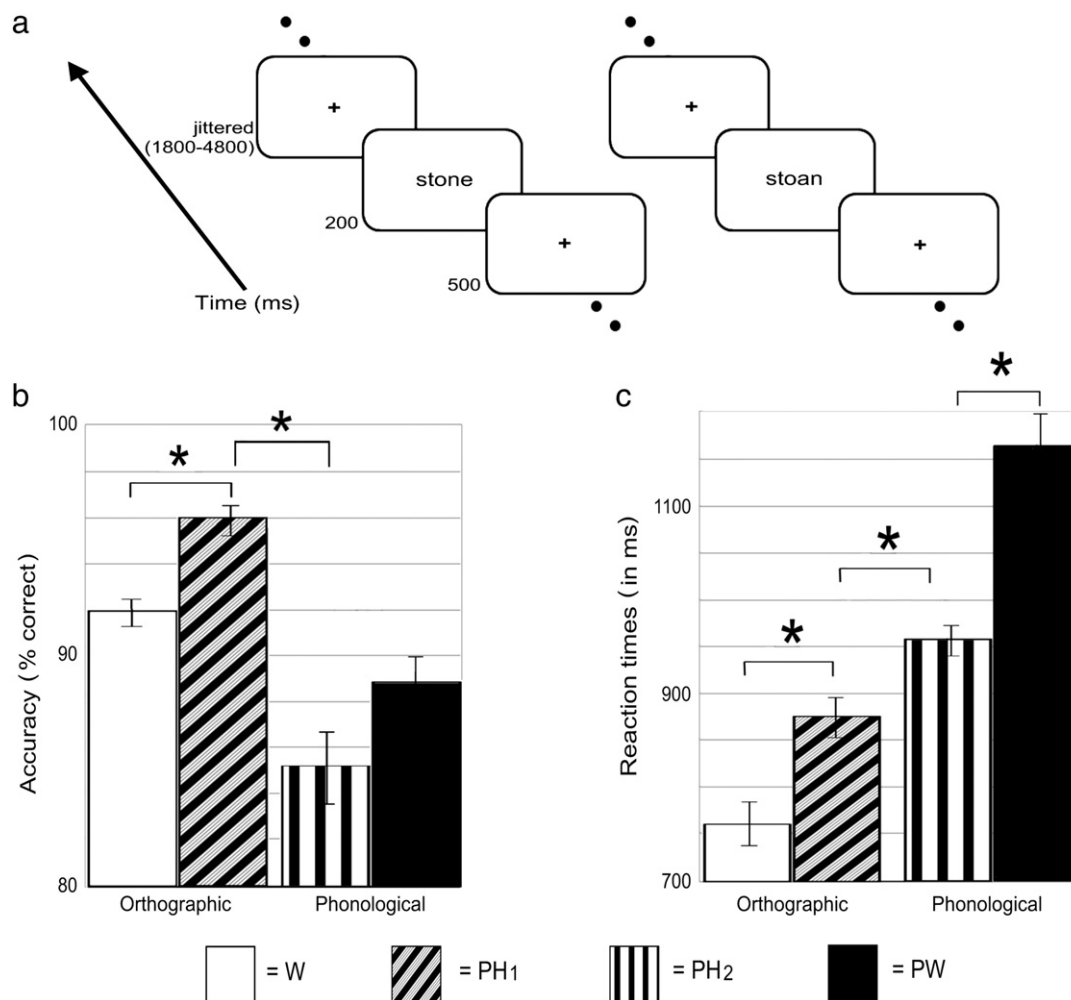 a
jittered
(1800-4800)
+
+
stone
stoan
200
+
+
500
Time (ms)
b
*
*
100
90
80
Accuracy (% correct)
Orthographic
Phonological
c
*
*
*
1100
900
700
Reaction times (in ms)
Orthographic
Phonological
= W
= PH1
= PH2
= PW